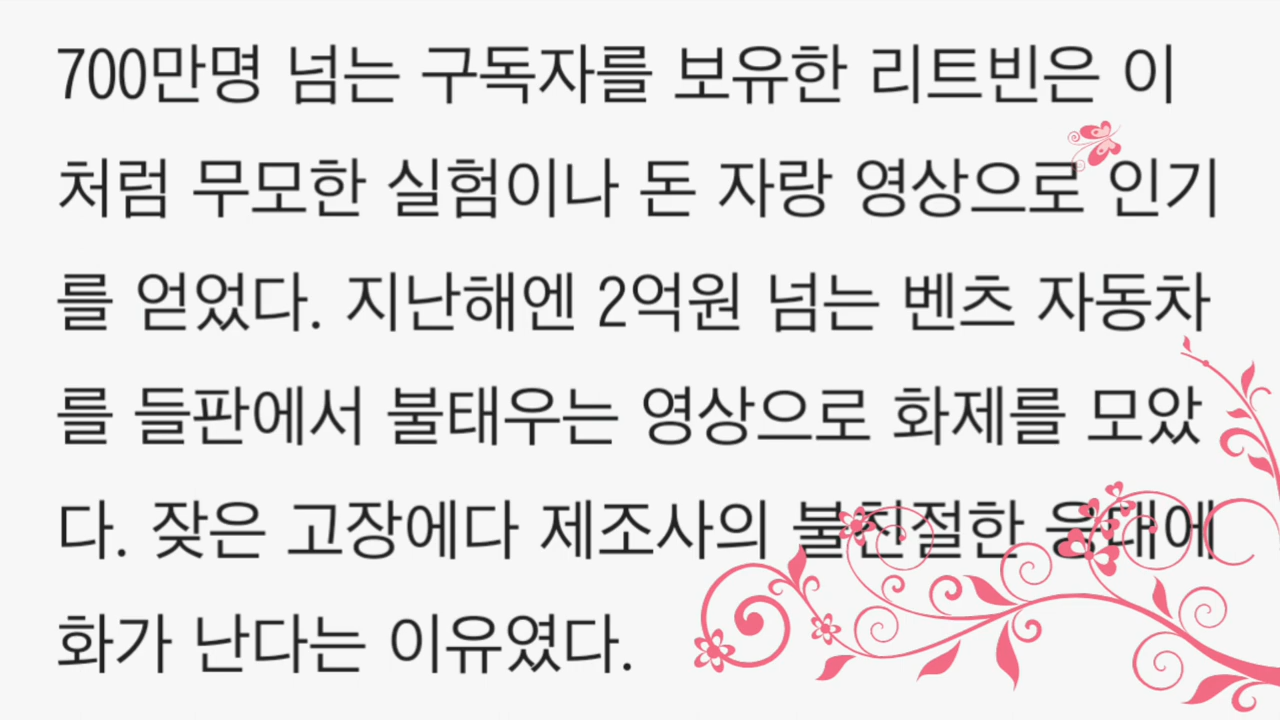 700만명 넘는 구독자를 보유한 리트빈은 이
처럼 무모한 실험이나 돈 자랑 영상으로 인기
를 얻었다. 지난해엔 2억원 넘는 벤츠 자동차
를 들판에서 불태우는 영상으로 화제를 모았
다. 잦은 고장에다 제조사의 불친절한 응대에
화가 난다는 이유였다.